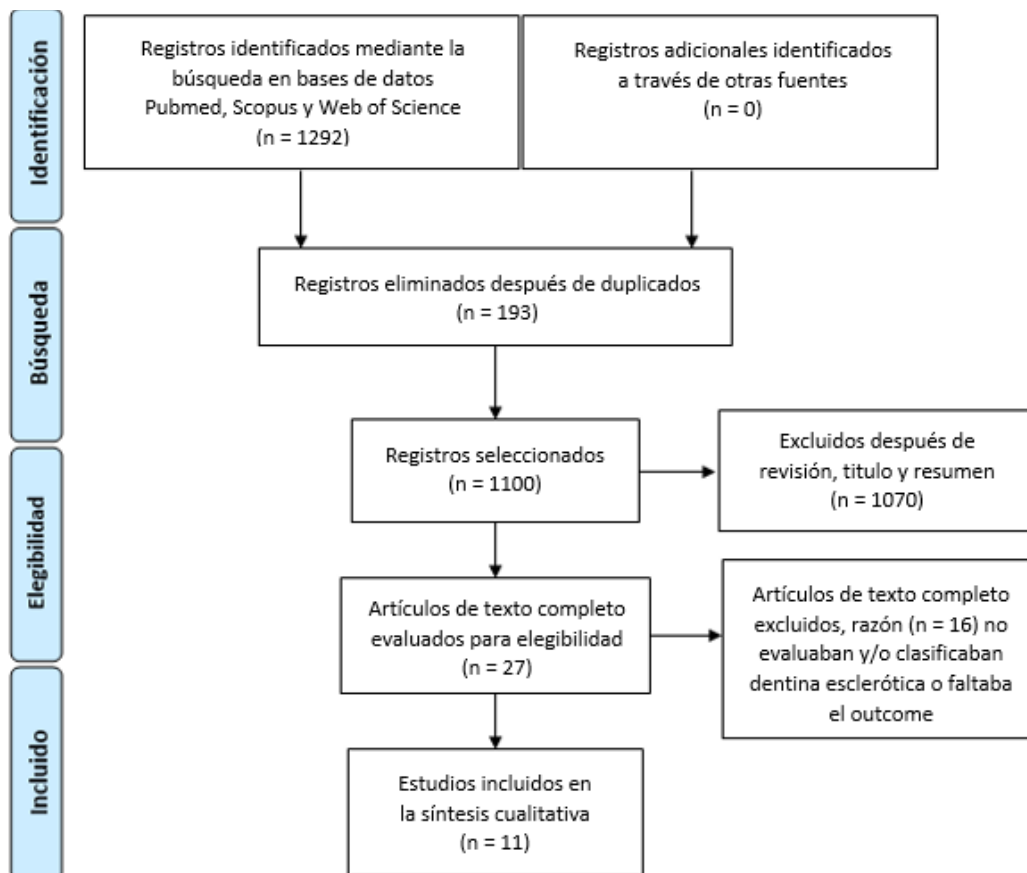 Identificación
Registros identificados mediante la
búsqueda en bases de datos
Pubmed, Scopus y Web of Science
(n = 1292)
Registros adicionales identificados
a través de otras fuentes
(n = 0)
Búsqueda
Registros eliminados después de duplicados
(n = 193)
Registros seleccionados
(n = 1100)
Excluidos después de
revisión, titulo y resumen
(n = 1070)
Elegibilidad
Artículos de texto completo
evaluados para elegibilidad
(n = 27)
Artículos de texto completo
excluidos, razón (n = 16) no
evaluaban y/o clasificaban
dentina esclerótica o faltaba
el outcome
Incluido
Estudios incluidos en
la síntesis cualitativa
(n = 11)